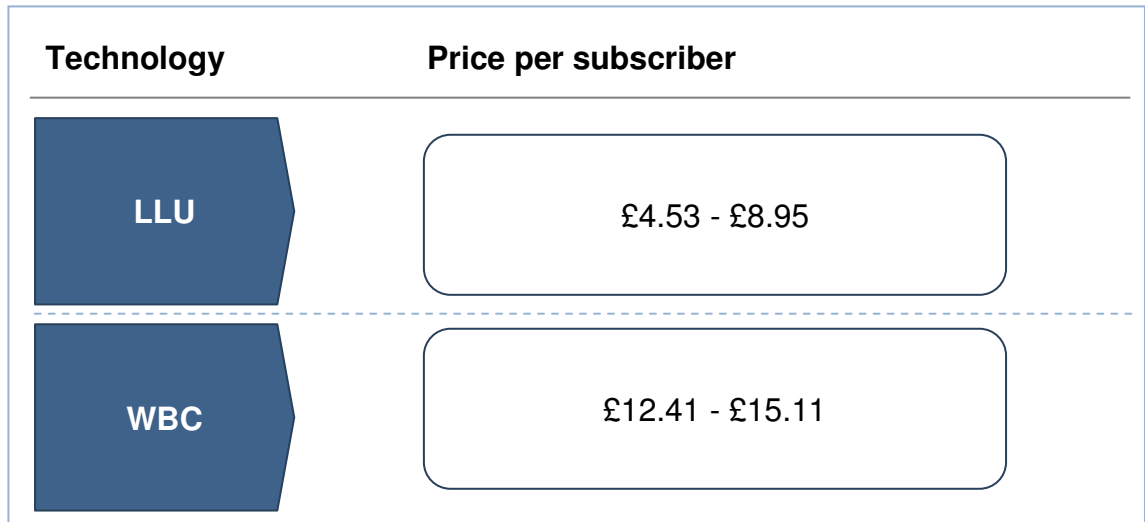 Technology Price per subscriber
LLU £4.53 - £8.95
WBC £12.41 - £15.11